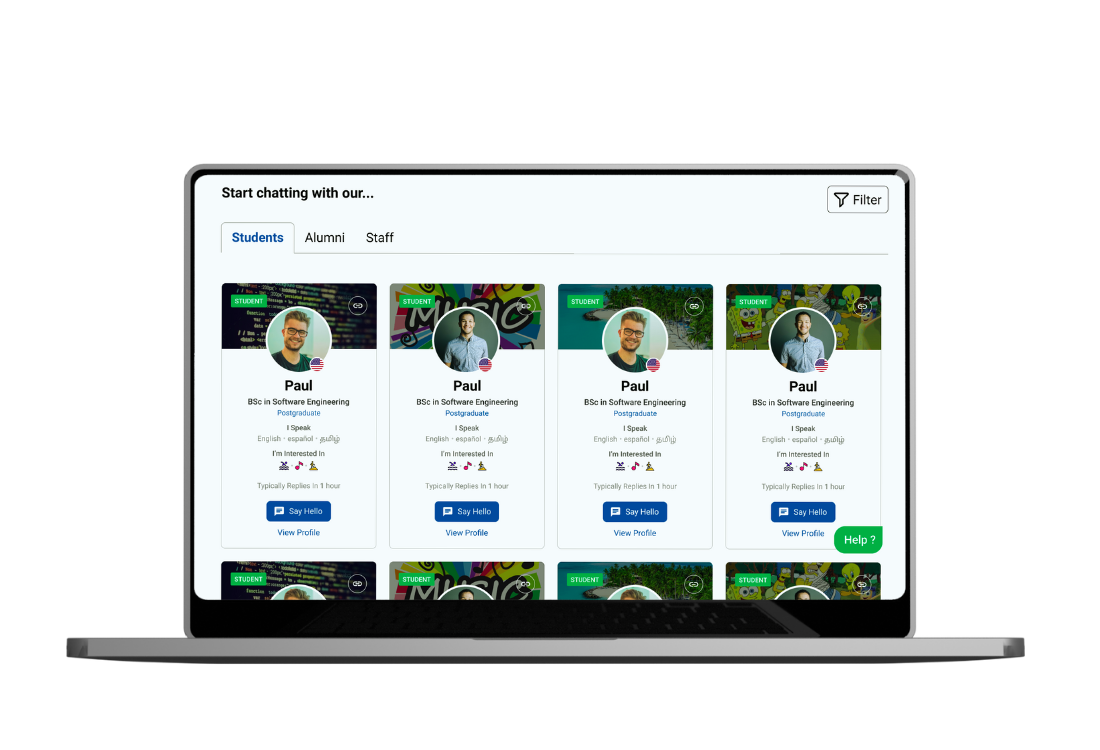 Start chatting with our...
Filter
Students Alumni Staff
STUDENT
Paul
BSc in Software Engineering
Postgraduate
I Speak
English · español · தமிழ்
I'm Interested In
Typically Replies In 1 hour
Say Hello
View Profile
STUDENT
MUSIC
Paul
BSc in Software Engineering
Postgraduate
I Speak
English · español · தமிழ்
I'm Interested In
Typically Replies In 1 hour
Say Hello
View Profile
STUDENT
Paul
BSc in Software Engineering
Postgraduate
I Speak
English · español · தமிழ்
I'm Interested In
Typically Replies In 1 hour
Say Hello
View Profile
STUDENT
Paul
BSc in Software Engineering
Postgraduate
I Speak
English · español · தமிழ்
I'm Interested In
Typically Replies In 1 hour
Say Hello
View Profile
Help ?
STUDENT
STUDENT
MUSIC
STUDENT
STUDENT